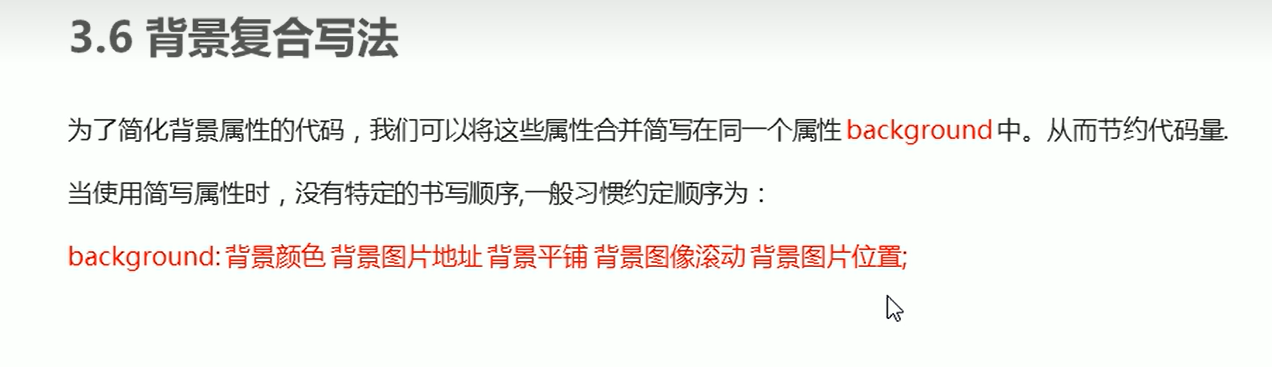 3.6 背景复合写法
为了简化背景属性的代码，我们可以将这些属性合并简写在同一个属性 background 中。从而节约代码量.
当使用简写属性时，没有特定的书写顺序,一般习惯约定顺序为：
background: 背景颜色 背景图片地址 背景平铺 背景图像滚动 背景图片位置;